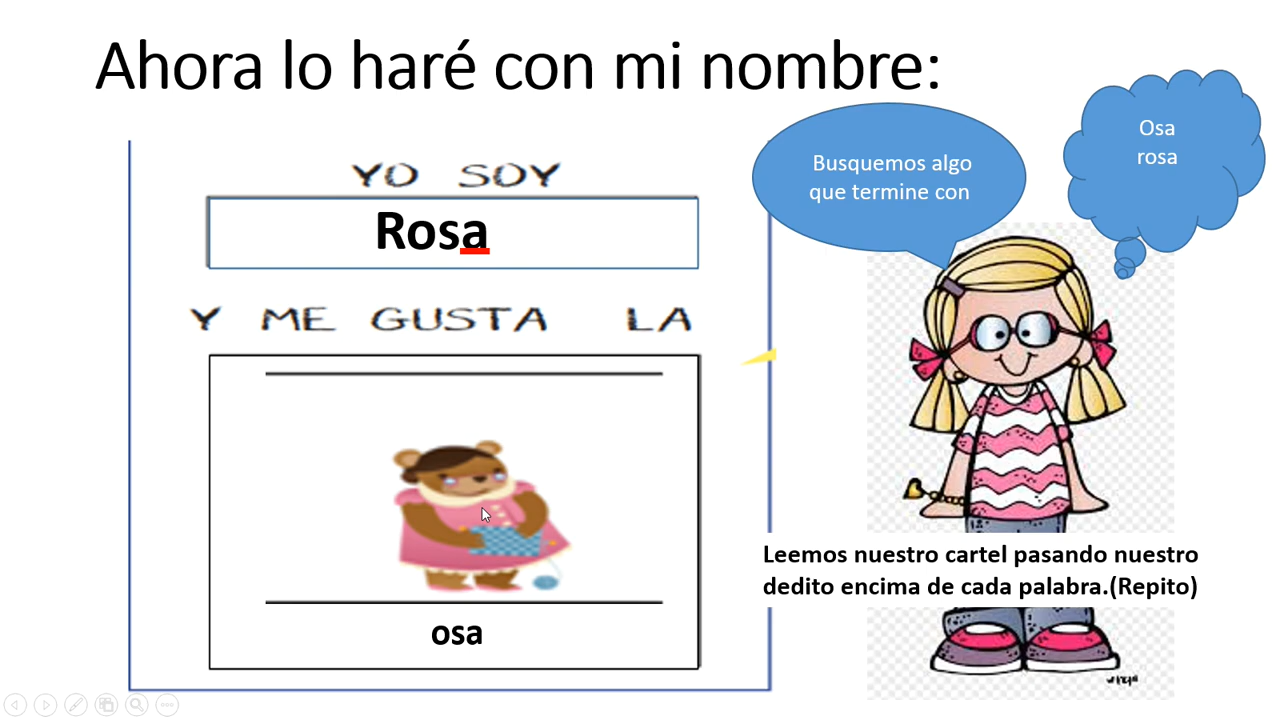 Ahora lo haré con mi nombre:
YO SOY
Rosa
Y ME GUSTA LA
osa
Busquemos algo
que termine con
Osa
rosa
Leemos nuestro cartel pasando nuestro
dedito encima de cada palabra.(Repito)